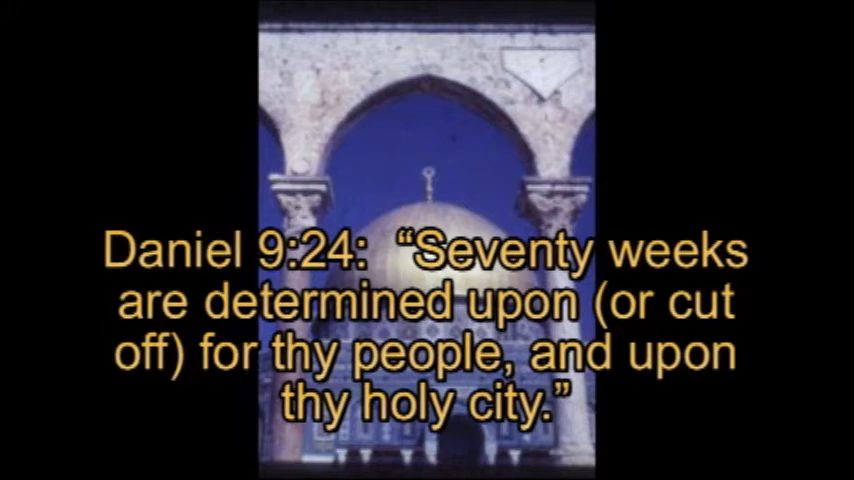 Daniel 9:24:  “Seventy weeks
are determined upon (or cut
off) for thy people, and upon
thy holy city.”